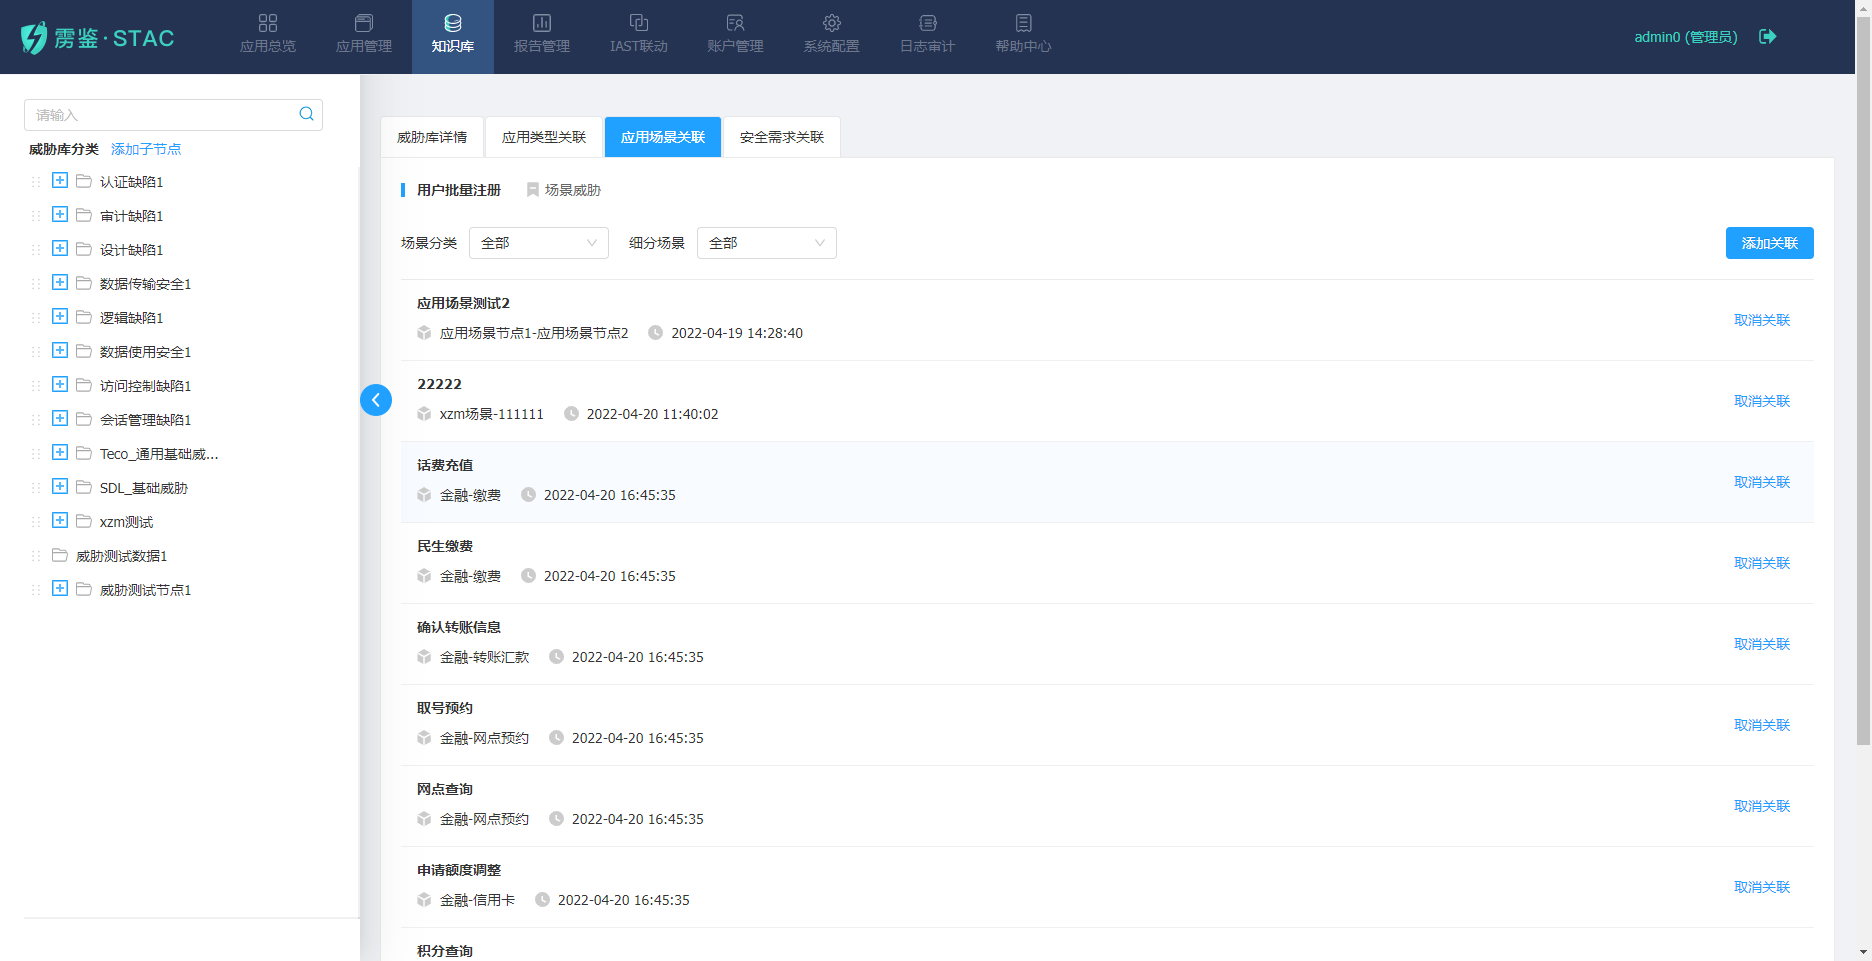 雳鉴·STAC
应用总览
应用管理
知识库
报告管理
IAST联动
账户管理
系统配置
日志审计
帮助中心
admin0 (管理员)
请输入
威胁库分类 添加子节点
认证缺陷1
审计缺陷1
设计缺陷1
数据传输安全1
逻辑缺陷1
数据使用安全1
访问控制缺陷1
会话管理缺陷1
Teco_通用基础威...
SDL_基础威胁
xzm测试
威胁测试数据1
威胁测试节点1
威胁库详情 应用类型关联 应用场景关联 安全需求关联
用户批量注册 场景威胁
场景分类 全部 细分场景 全部 添加关联
应用场景测试2
应用场景节点1-应用场景节点2 2022-04-19 14:28:40
取消关联
22222
xzm场景-111111 2022-04-20 11:40:02
取消关联
话费充值
金融-缴费 2022-04-20 16:45:35
取消关联
民生缴费
金融-缴费 2022-04-20 16:45:35
取消关联
确认转账信息
金融-转账汇款 2022-04-20 16:45:35
取消关联
取号预约
金融-网点预约 2022-04-20 16:45:35
取消关联
网点查询
金融-网点预约 2022-04-20 16:45:35
取消关联
申请额度调整
金融-信用卡 2022-04-20 16:45:35
取消关联
积分查询